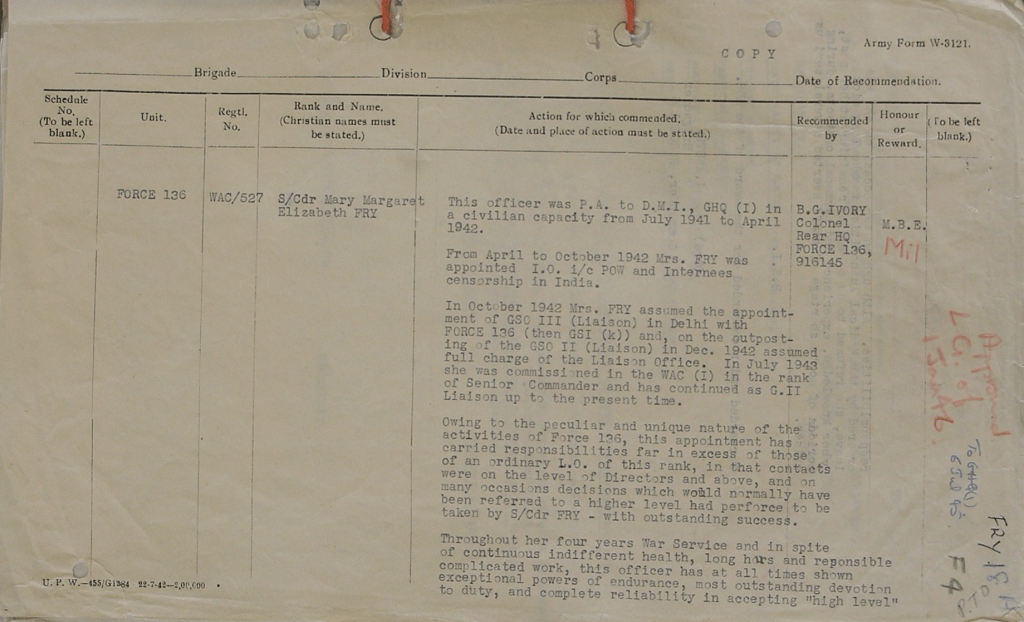 COPY
Army Form W-3121.
Brigade Division Corps Date of Recommendation.
Schedule
No.
(To be left
blank.)
Unit.
Regtl.
No.
Rank and Name.
(Christian names must
be stated.)
Action for which commended.
(Date and place of action must be stated.)
Recommended
by
Honour
or
Reward.
(To be left
blank.)
FORCE 136
WAC/527
S/Cdr Mary Margaret
Elizabeth FRY
This officer was P.A. to D.M.I., GHQ (I) in
a civilian capacity from July 1941 to April
1942.
From April to October 1942 Mrs. FRY was
appointed I.O. i/c POW and Internees
censorship in India.
In October 1942 Mrs. FRY assumed the appoint-
ment of GSO III (Liaison) in Delhi with
FORCE 136 (then GSI (k)) and, on the outpost-
ing of the GSO II (Liaison) in Dec. 1942 assumed
full charge of the Liaison Office. In July 1943
she was commissioned in the WAC (I) in the rank
of Senior Commander and has continued as G.II
Liaison up to the present time.
Owing to the peculiar and unique nature of the
activities of Force 136, this appointment has
carried responsibilities far in excess of those
of an ordinary L.O. of this rank, in that contacts
were on the level of Directors and above, and on
many occasions decisions which would normally have
been referred to a higher level had perforce to be
taken by S/Cdr FRY - with outstanding success.
Throughout her four years War Service and in spite
of continuous indifferent health, long hours and reponsible
complicated work, this officer has at all times shown
exceptional powers of endurance, most outstanding devotion
to duty, and complete reliability in accepting "high level"
B.G.IVORY
Colonel
Rear HQ
FORCE 136,
916145
M.B.E.
Mil
Approved
L.G. of
1 Jan 46.
FRY
U. P. W.—455/G1384 22-7-42—2,00,000